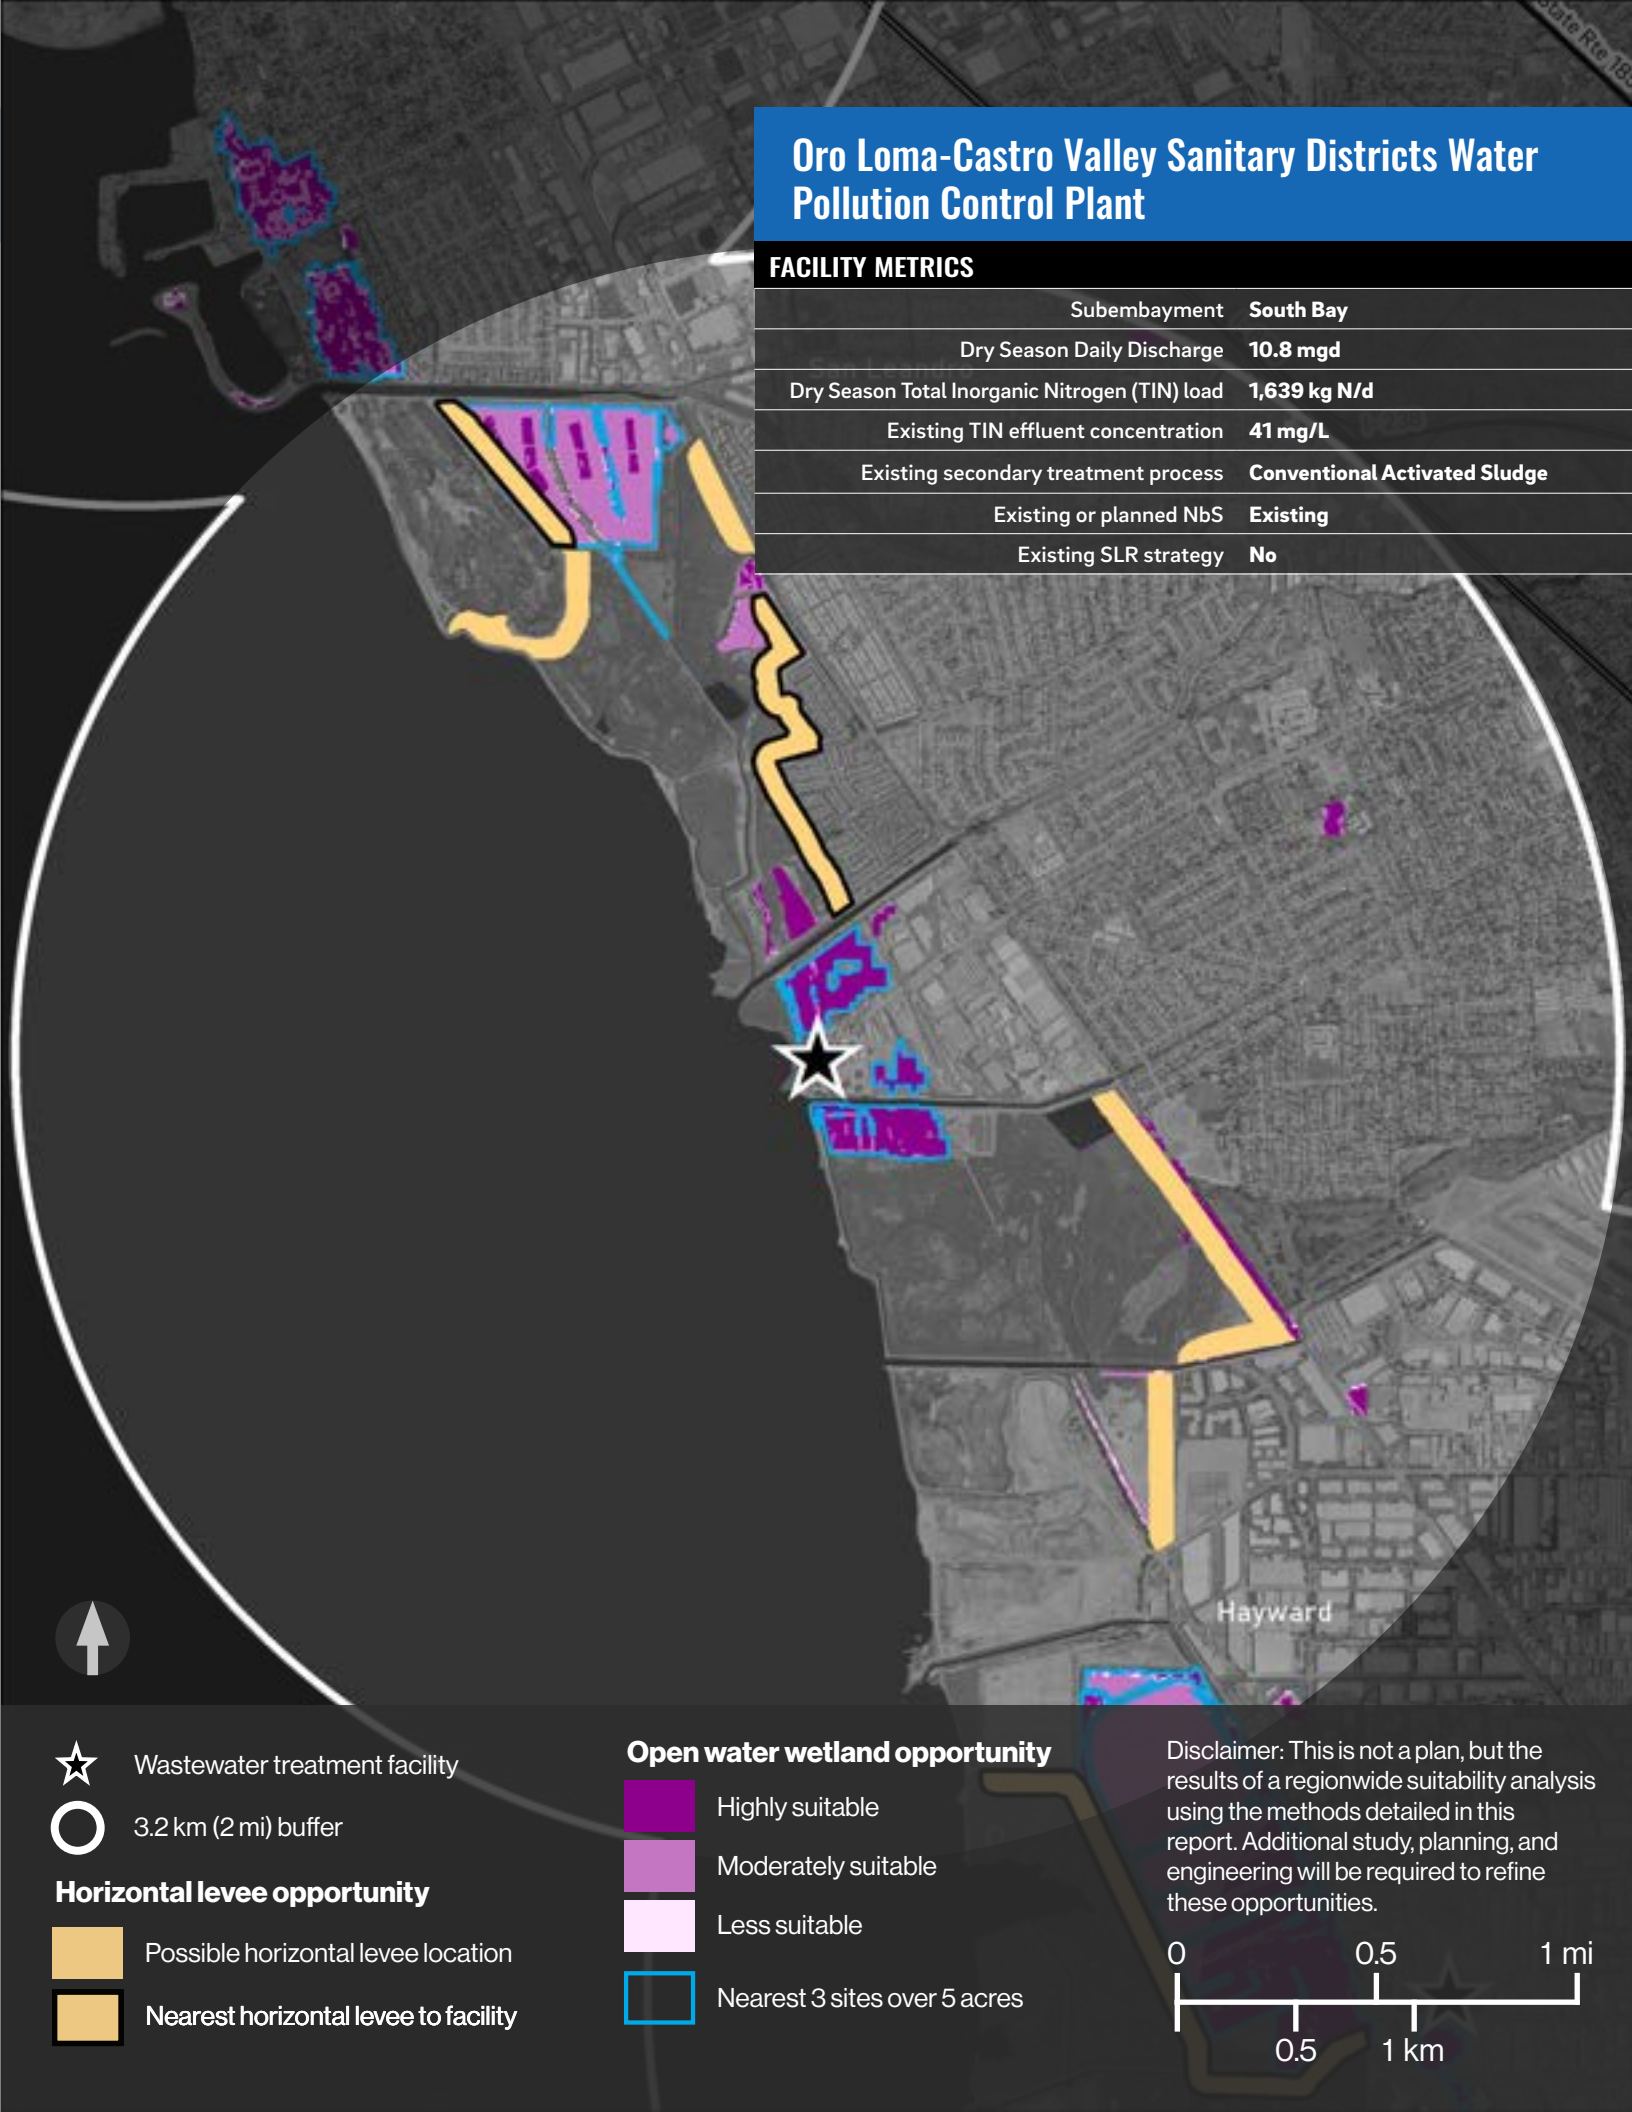 State Rte 185
Oro Loma-Castro Valley Sanitary Districts Water
Pollution Control Plant
FACILITY METRICS
Subembayment South Bay
Dry Season Daily Discharge 10.8 mgd
San Leandro
Dry Season Total Inorganic Nitrogen (TIN) load 1,639 kg N/d
Existing TIN effluent concentration 41 mg/L
I-238
Existing secondary treatment process Conventional Activated Sludge
Existing or planned NbS Existing
Existing SLR strategy No
Hayward
Wastewater treatment facility
3.2 km (2 mi) buffer
Horizontal levee opportunity
Possible horizontal levee location
Nearest horizontal levee to facility
Open water wetland opportunity
Highly suitable
Moderately suitable
Less suitable
Nearest 3 sites over 5 acres
Disclaimer: This is not a plan, but the
results of a regionwide suitability analysis
using the methods detailed in this
report. Additional study, planning, and
engineering will be required to refine
these opportunities.
0 0.5 1 mi
0.5 1 km